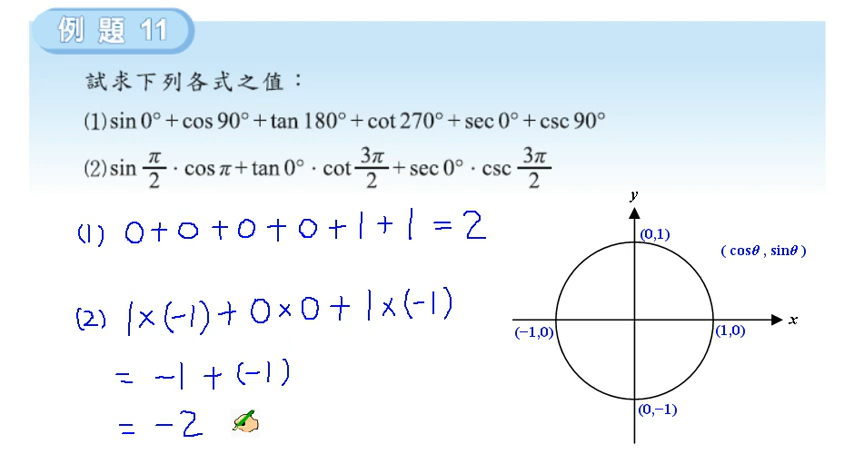 例題 11
試求下列各式之值：
(1) sin 0° + cos 90° + tan 180° + cot 270° + sec 0° + csc 90°
(2) sin π/2 · cos π + tan 0° · cot 3π/2 + sec 0° · csc 3π/2
(1) 0 + 0 + 0 + 0 + 1 + 1 = 2
(2) 1 × (-1) + 0 × 0 + 1 × (-1)
= -1 + (-1)
= -2
y
(0,1)
( cosθ , sinθ )
(−1,0)
(1,0)
x
(0,−1)